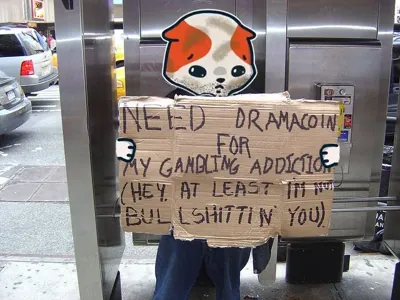 NEED DRAMACOIN
FOR
MY GAMBLING ADDICTION
(HEY, AT LEAST I'M NOT
BULLSHITTIN' YOU).